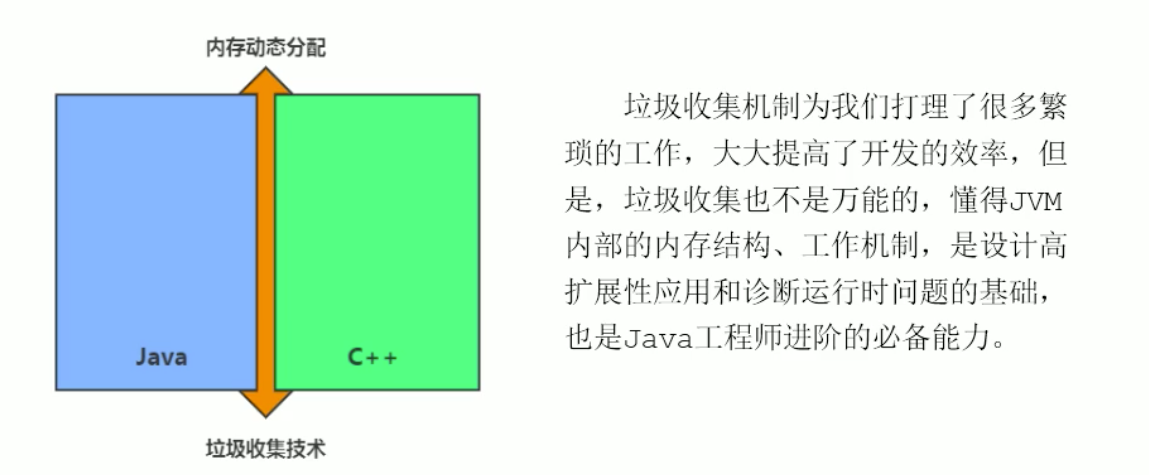 内存动态分配
Java
C++
垃圾收集技术
垃圾收集机制为我们打理了很多繁
琐的工作，大大提高了开发的效率，但
是，垃圾收集也不是万能的，懂得JVM
内部的内存结构、工作机制，是设计高
扩展性应用和诊断运行时问题的基础，
也是Java工程师进阶的必备能力。